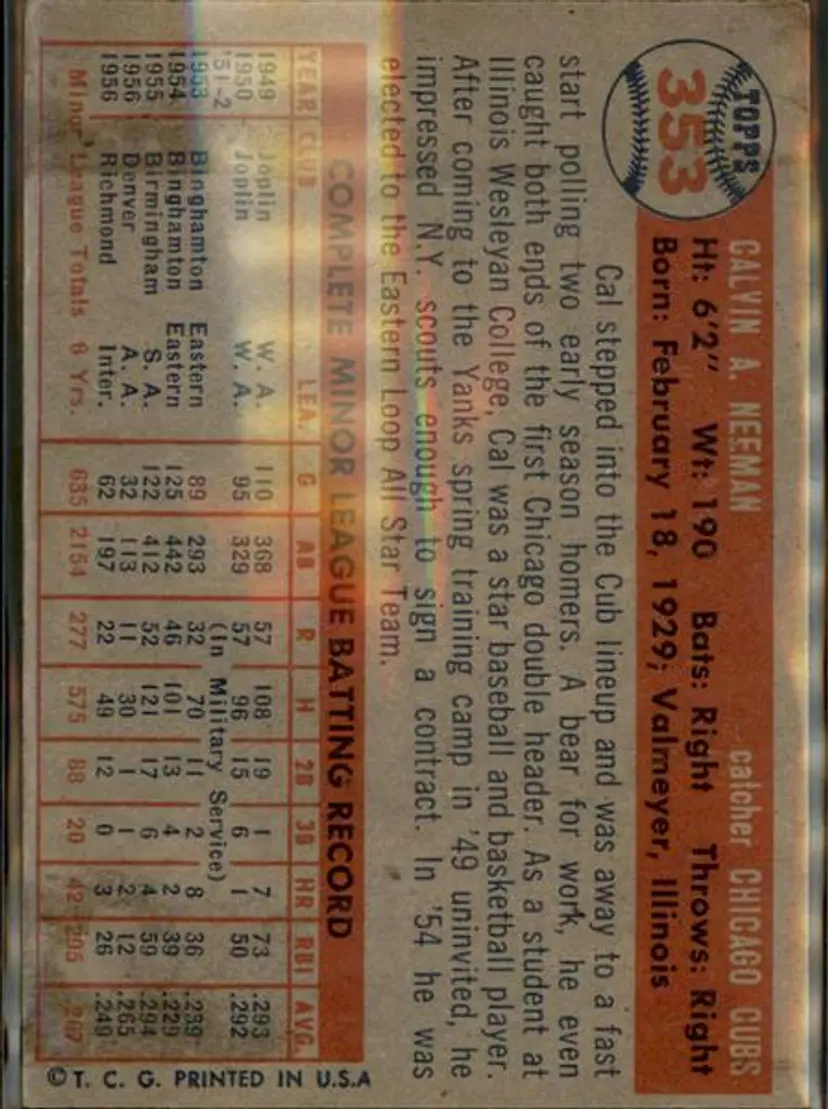 TOPPS
353
CALVIN A. NEEMAN catcher CHICAGO CUBS
Ht: 6'2" Wt: 190 Bats: Right Throws: Right
Born: February 18, 1929; Valmeyer, Illinois
Cal stepped into the Cub lineup and was away to a fast
start polling two early season homers. A bear for work, he even
caught both ends of the first Chicago double header. As a student at
Illinois Wesleyan College, Cal was a star baseball and basketball player.
After coming to the Yanks spring training camp in '49 uninvited, he
impressed N.Y. scouts enough to sign a contract. In '54 he was
elected to the Eastern Loop All Star Team.
COMPLETE MINOR LEAGUE BATTING RECORD
YEAR CLUB LEA. G AB R H 2B 3B HR RBI AVG.
1949 Joplin W. A. 110 368 57 108 19 1 7 73 .293
1950 Joplin W. A. 95 329 57 96 15 6 1 50 .292
'51-2 (In Military Service)
1953 Binghamton Eastern 89 293 32 70 11 2 8 36 .239
1954 Binghamton Eastern 125 442 46 101 13 4 2 39 .229
1955 Birmingham S. A. 122 412 52 121 17 6 4 59 .294
1956 Denver A. A. 32 113 11 30 1 1 2 12 .265
1956 Richmond Inter. 62 197 22 49 12 0 3 26 .249
Minor League Totals 6 Yrs. 635 2154 277 575 88 20 42 295 .267
© T. C. G. PRINTED IN U.S.A